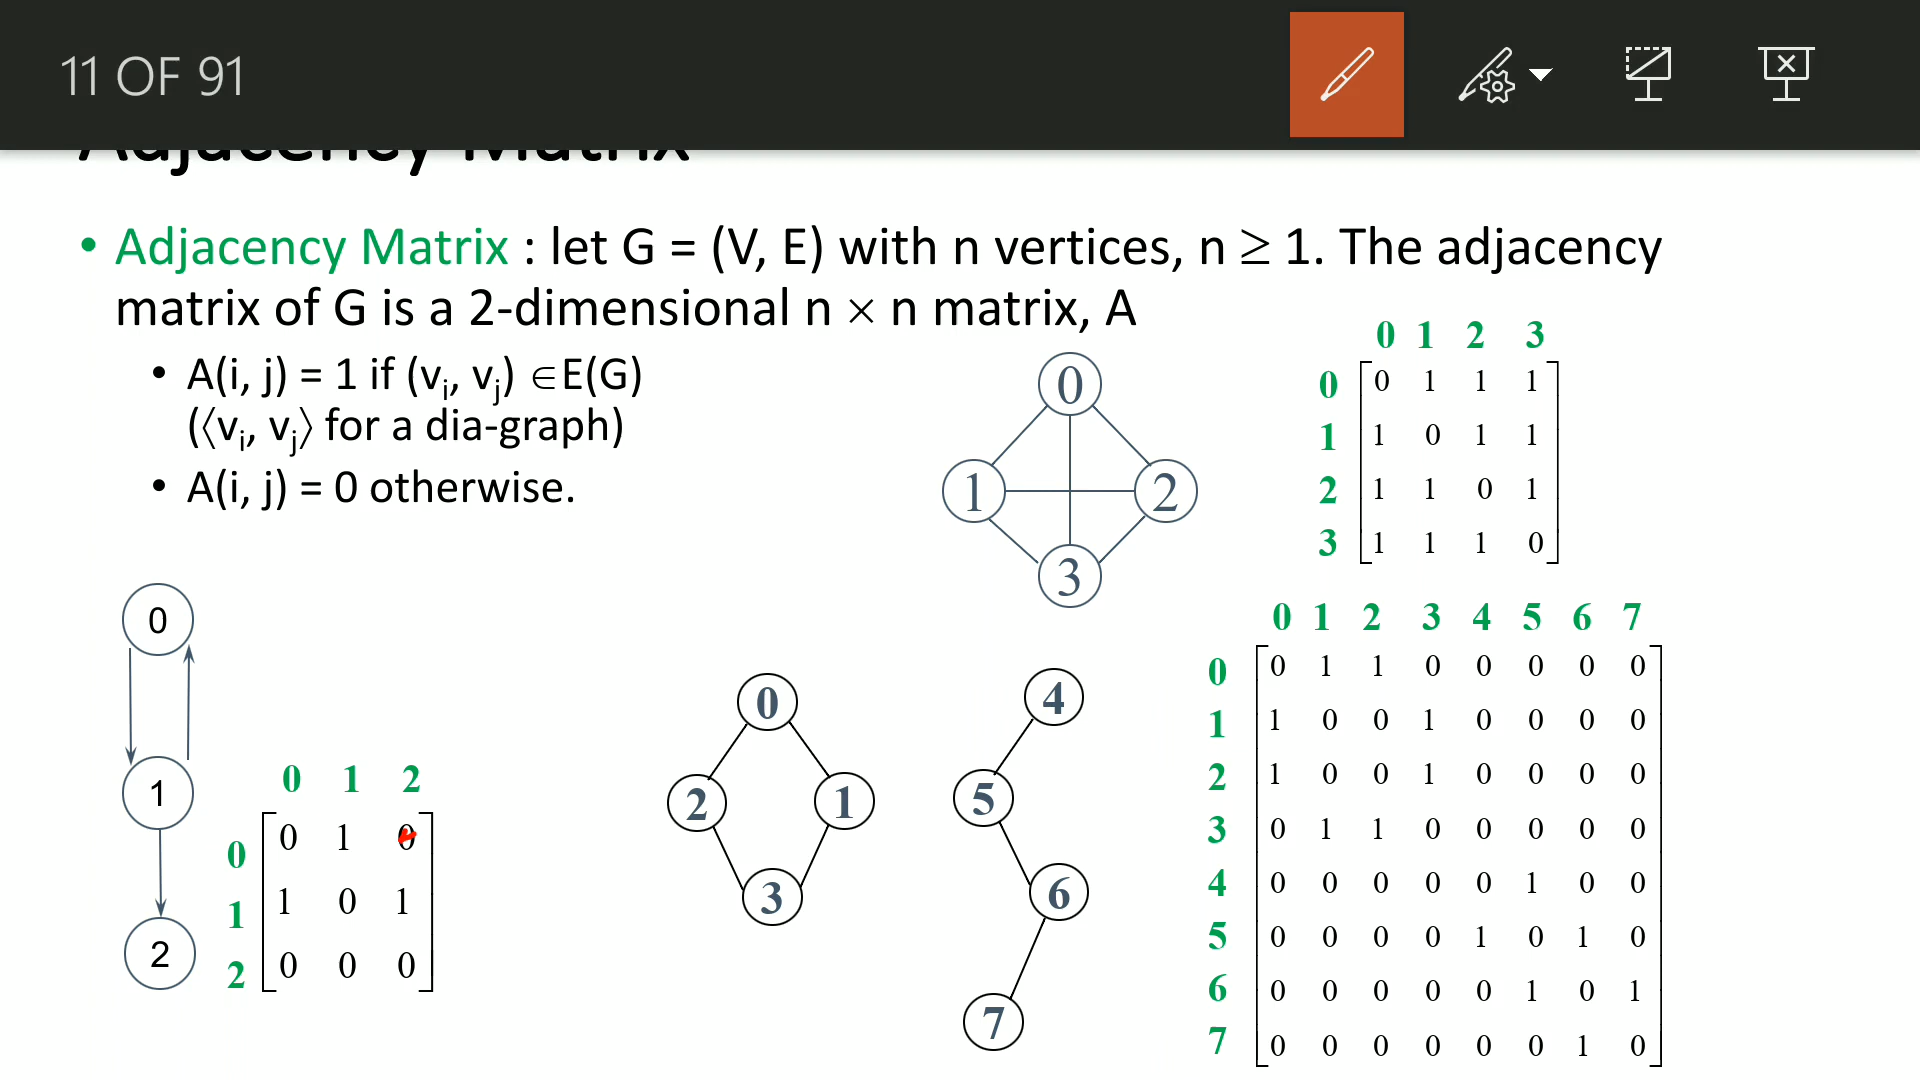 11 OF 91
Adjacency Matrix
• Adjacency Matrix : let G = (V, E) with n vertices, n ≥ 1. The adjacency
matrix of G is a 2-dimensional n × n matrix, A
• A(i, j) = 1 if (vi, vj) ∈E(G)
(⟨vi, vj⟩ for a dia-graph)
• A(i, j) = 0 otherwise.
0
1 2
3
0 1 2 3
0 0 1 1 1
1 1 0 1 1
2 1 1 0 1
3 1 1 1 0
0
1
2
0 1 2
0 0 1 0
1 1 0 1
2 0 0 0
0
2 1
3
4
5
6
7
0 1 2 3 4 5 6 7
0 0 1 1 0 0 0 0 0
1 1 0 0 1 0 0 0 0
2 1 0 0 1 0 0 0 0
3 0 1 1 0 0 0 0 0
4 0 0 0 0 0 1 0 0
5 0 0 0 0 1 0 1 0
6 0 0 0 0 0 1 0 1
7 0 0 0 0 0 0 1 0